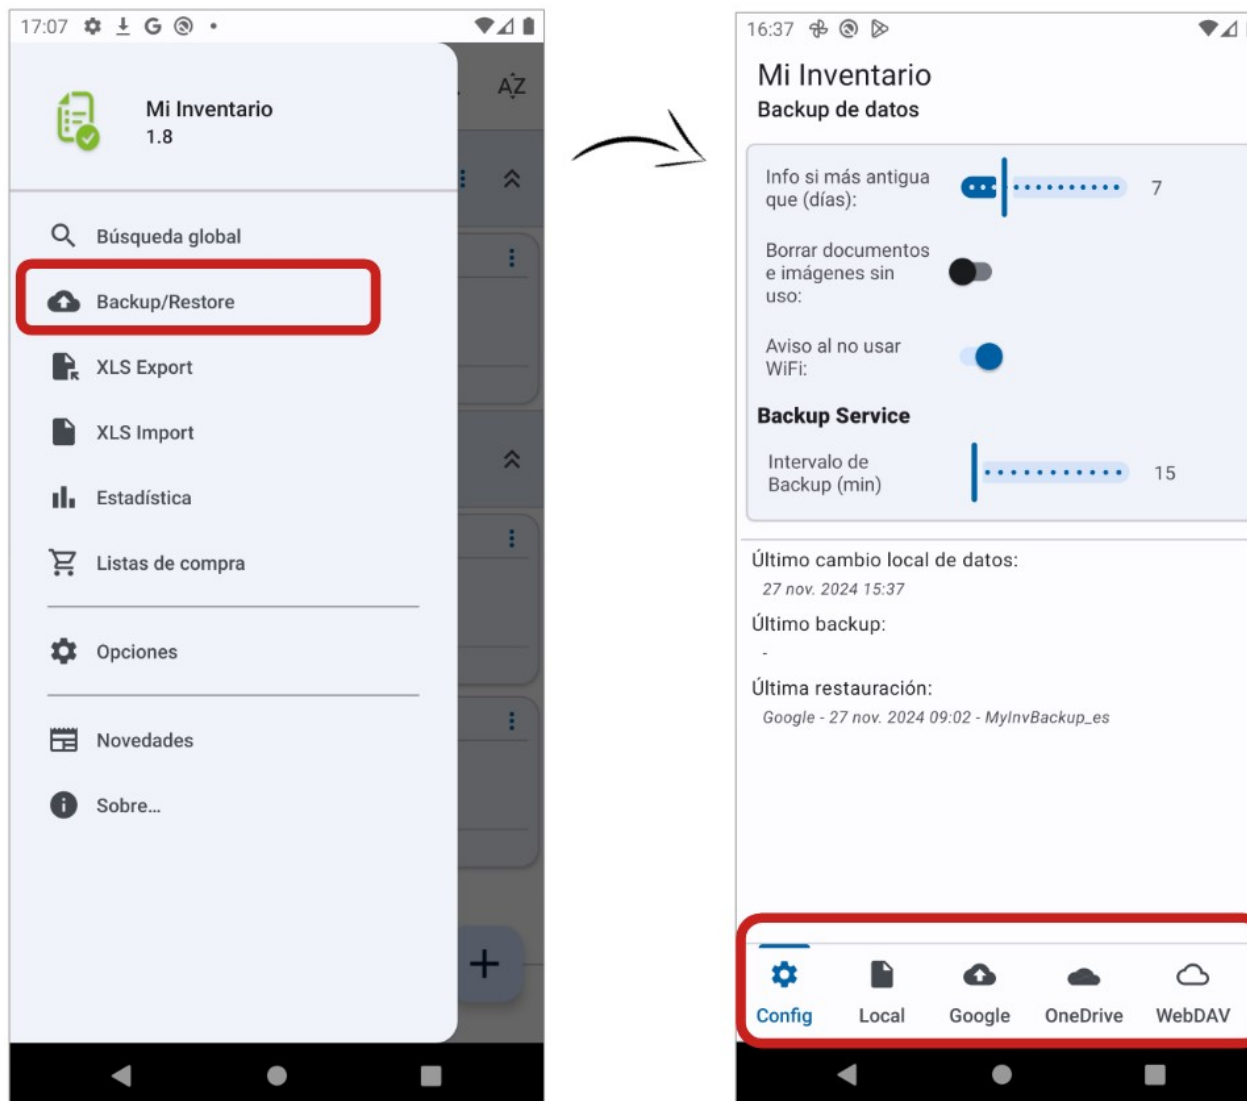 17:07
AZ
Mi Inventario
1.8
Búsqueda global
Backup/Restore
XLS Export
XLS Import
Estadística
Listas de compra
Opciones
Novedades
Sobre...
16:37
Mi Inventario
Backup de datos
Info si más antigua
que (días):
7
Borrar documentos
e imágenes sin
uso:
Aviso al no usar
WiFi:
Backup Service
Intervalo de
Backup (min)
15
Último cambio local de datos:
27 nov. 2024 15:37
Último backup:
-
Última restauración:
Google - 27 nov. 2024 09:02 - MyInvBackup_es
Config Local Google OneDrive WebDAV